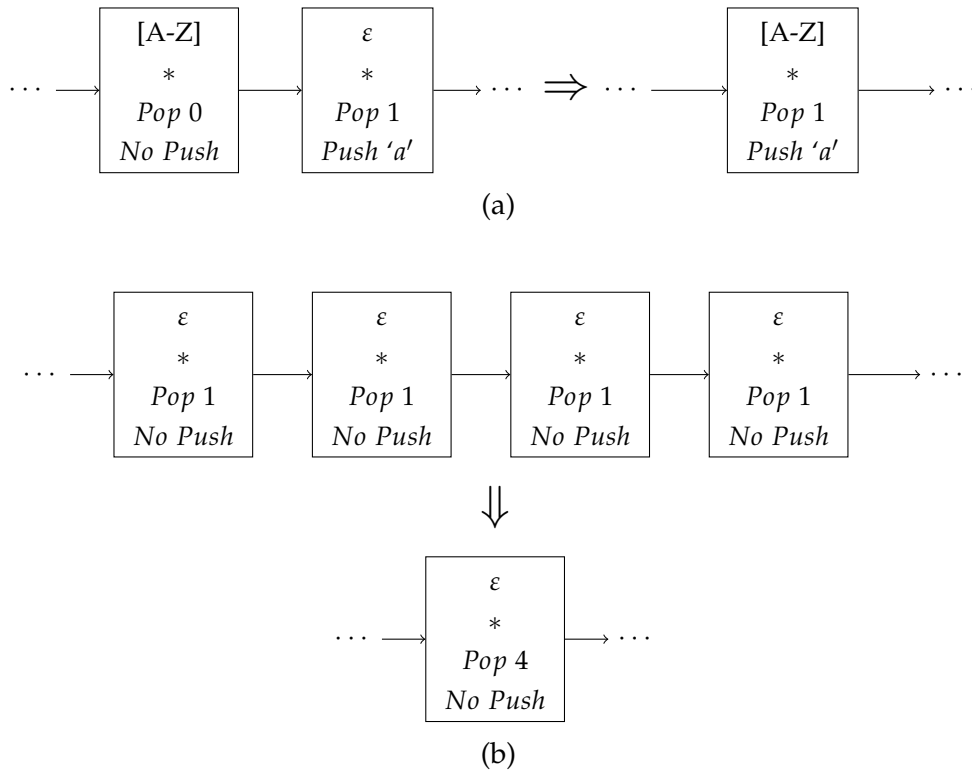 [A-Z] ε [A-Z]
* * *
··· Pop 0 Pop 1 ··· ⇒ ··· Pop 1 ···
No Push Push ‘a′ Push ‘a′
(a)
ε ε ε ε
* * * *
··· Pop 1 Pop 1 Pop 1 Pop 1 ···
No Push No Push No Push No Push
⇓
ε
*
··· Pop 4 ···
No Push
(b)